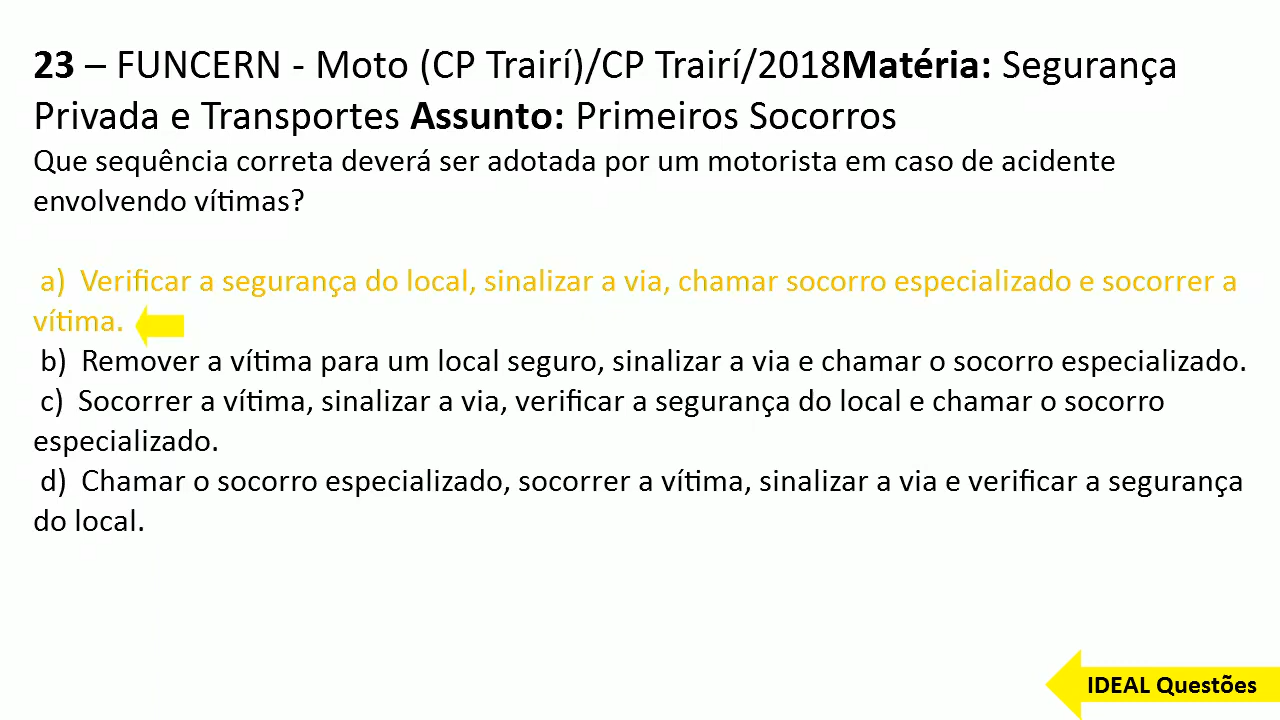 23 – FUNCERN - Moto (CP Trairí)/CP Trairí/2018Matéria: Segurança
Privada e Transportes Assunto: Primeiros Socorros
Que sequência correta deverá ser adotada por um motorista em caso de acidente
envolvendo vítimas?
a) Verificar a segurança do local, sinalizar a via, chamar socorro especializado e socorrer a
vítima.
b) Remover a vítima para um local seguro, sinalizar a via e chamar o socorro especializado.
c) Socorrer a vítima, sinalizar a via, verificar a segurança do local e chamar o socorro
especializado.
d) Chamar o socorro especializado, socorrer a vítima, sinalizar a via e verificar a segurança
do local.
IDEAL Questões